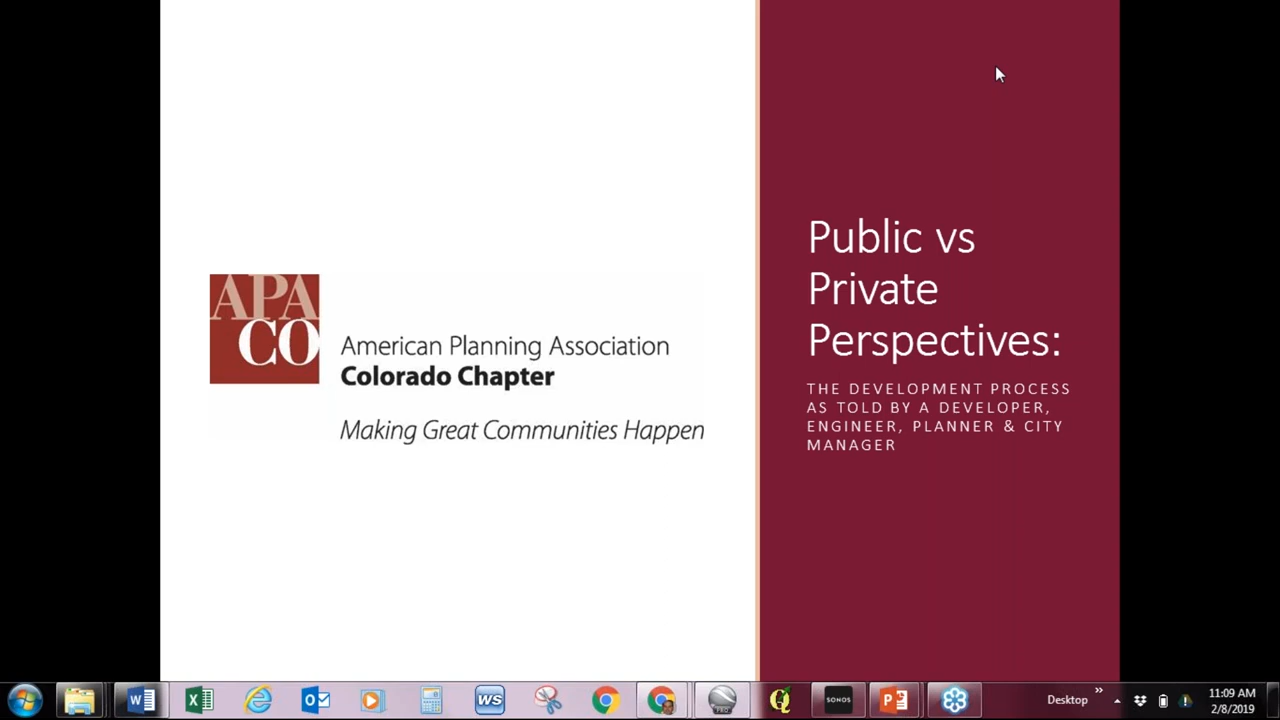 APA
CO
American Planning Association
Colorado Chapter
Making Great Communities Happen
Public vs
Private
Perspectives:
THE DEVELOPMENT PROCESS
AS TOLD BY A DEVELOPER,
ENGINEER, PLANNER & CITY
MANAGER
WS
PRO
SONOS
Desktop
11:09 AM
2/8/2019